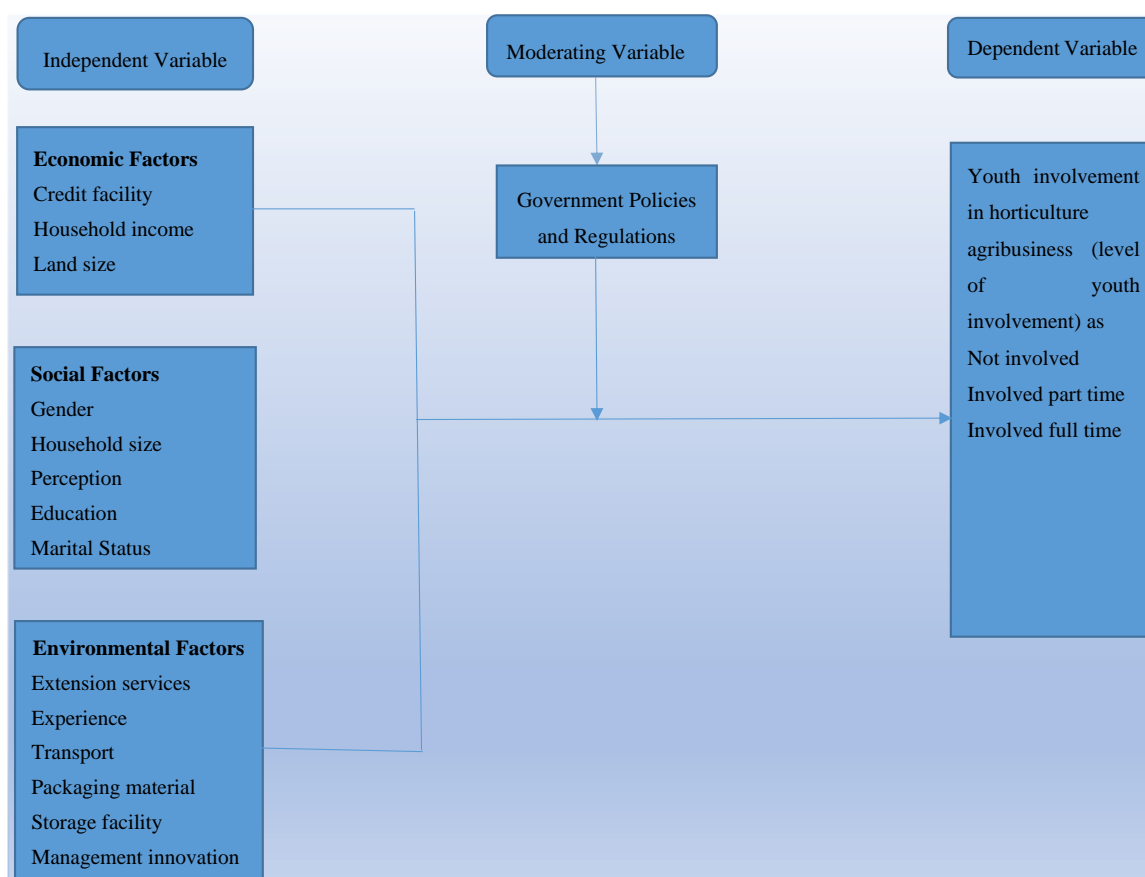 Independent Variable
Moderating Variable
Dependent Variable
Economic Factors
Credit facility
Household income
Land size
Social Factors
Gender
Household size
Perception
Education
Marital Status
Environmental Factors
Extension services
Experience
Transport
Packaging material
Storage facility
Management innovation
Government Policies
and Regulations
Youth involvement
in horticulture
agribusiness (level
of youth
involvement) as
Not involved
Involved part time
Involved full time